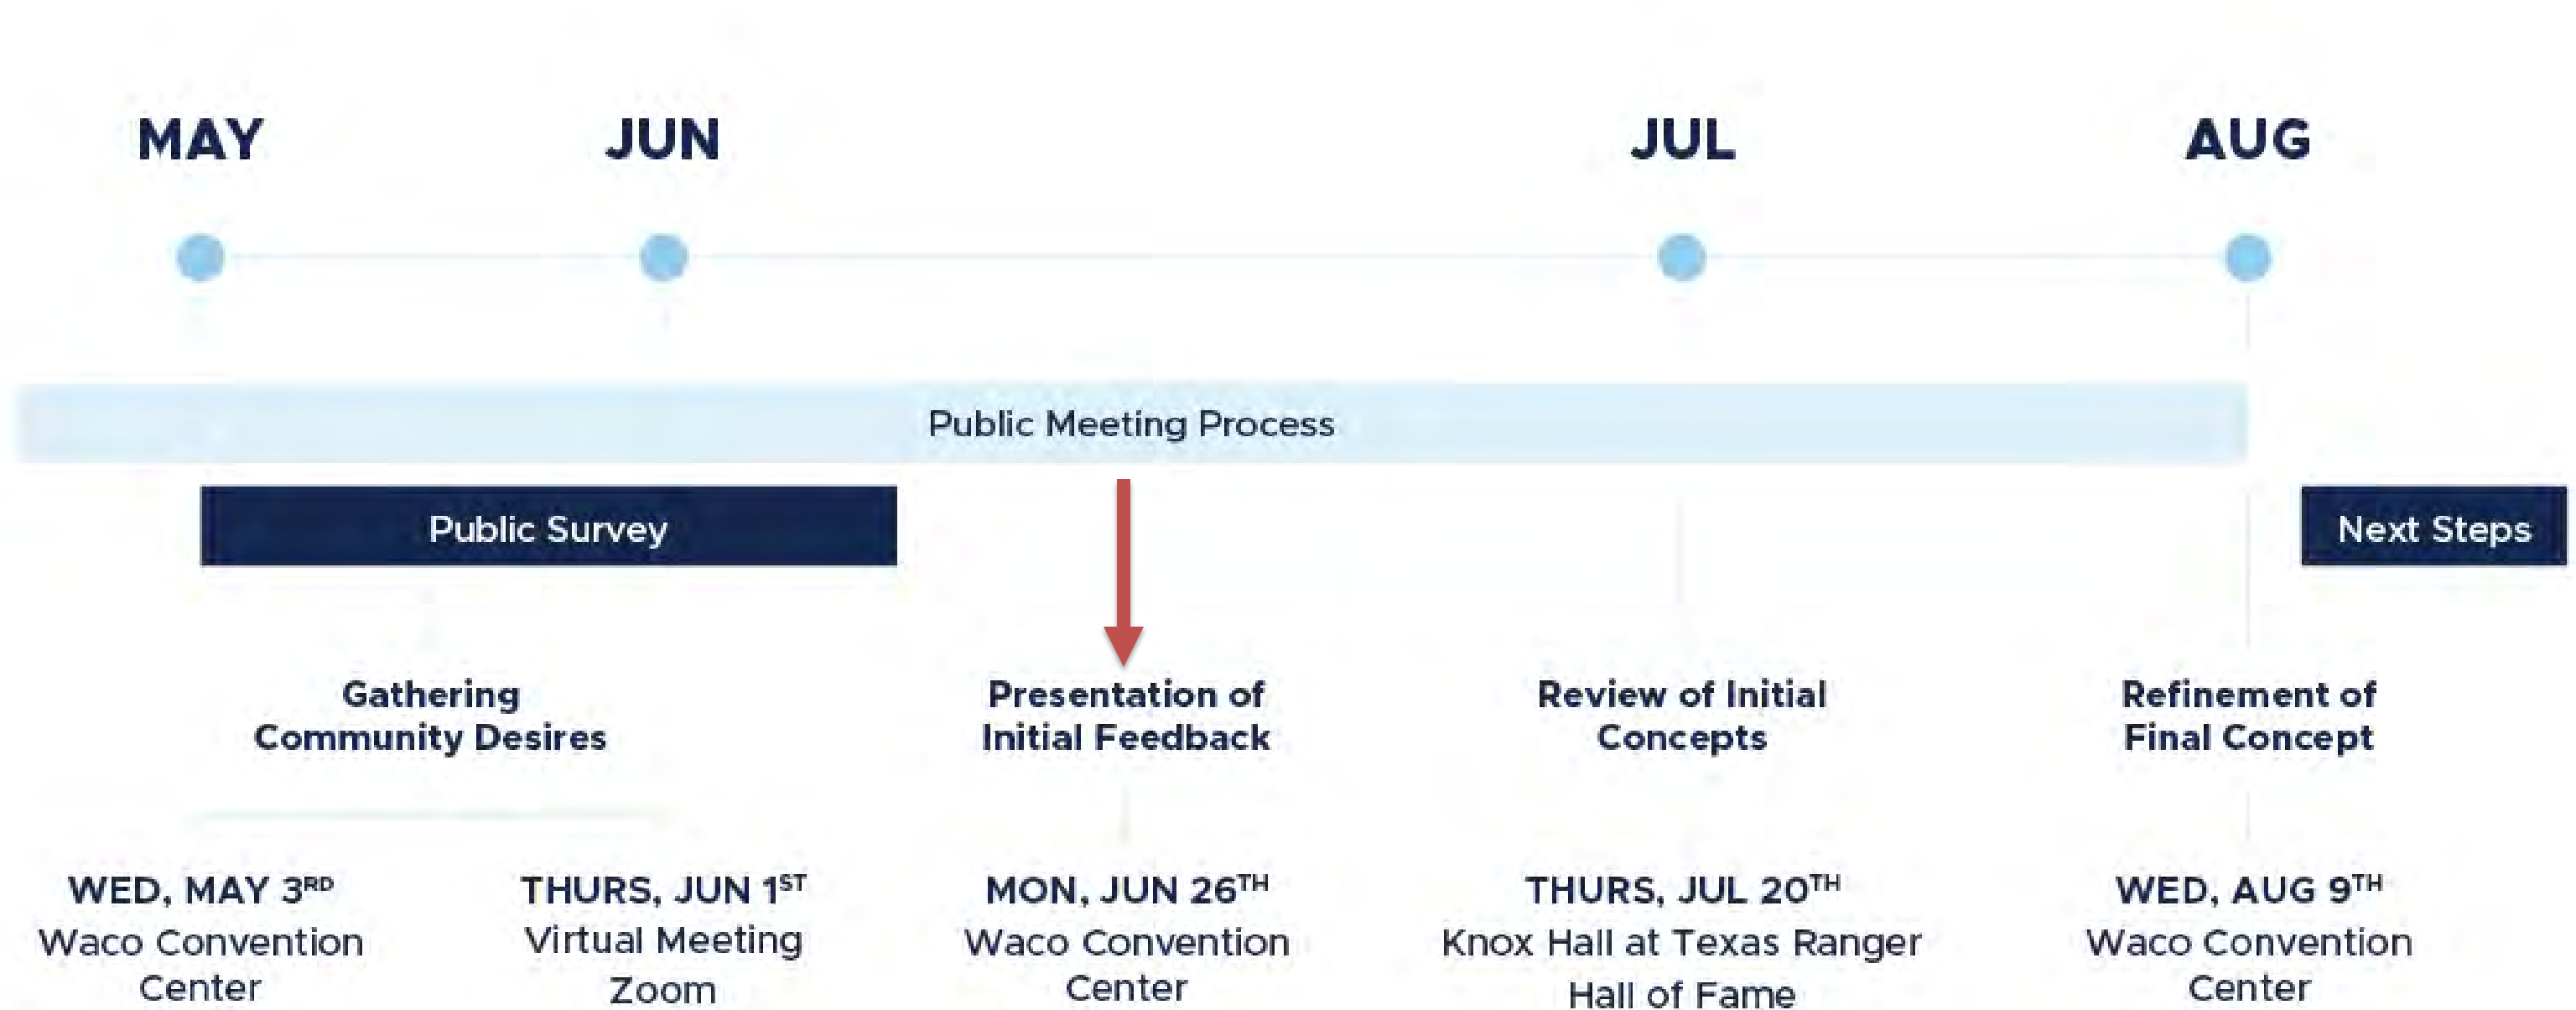 MAY
JUN
JUL
AUG
Public Meeting Process
Public Survey
Next Steps
Gathering
Community Desires
Presentation of
Initial Feedback
Review of Initial
Concepts
Refinement of
Final Concept
WED, MAY 3RD
Waco Convention
Center
THURS, JUN 1ST
Virtual Meeting
Zoom
MON, JUN 26TH
Waco Convention
Center
THURS, JUL 20TH
Knox Hall at Texas Ranger
Hall of Fame
WED, AUG 9TH
Waco Convention
Center